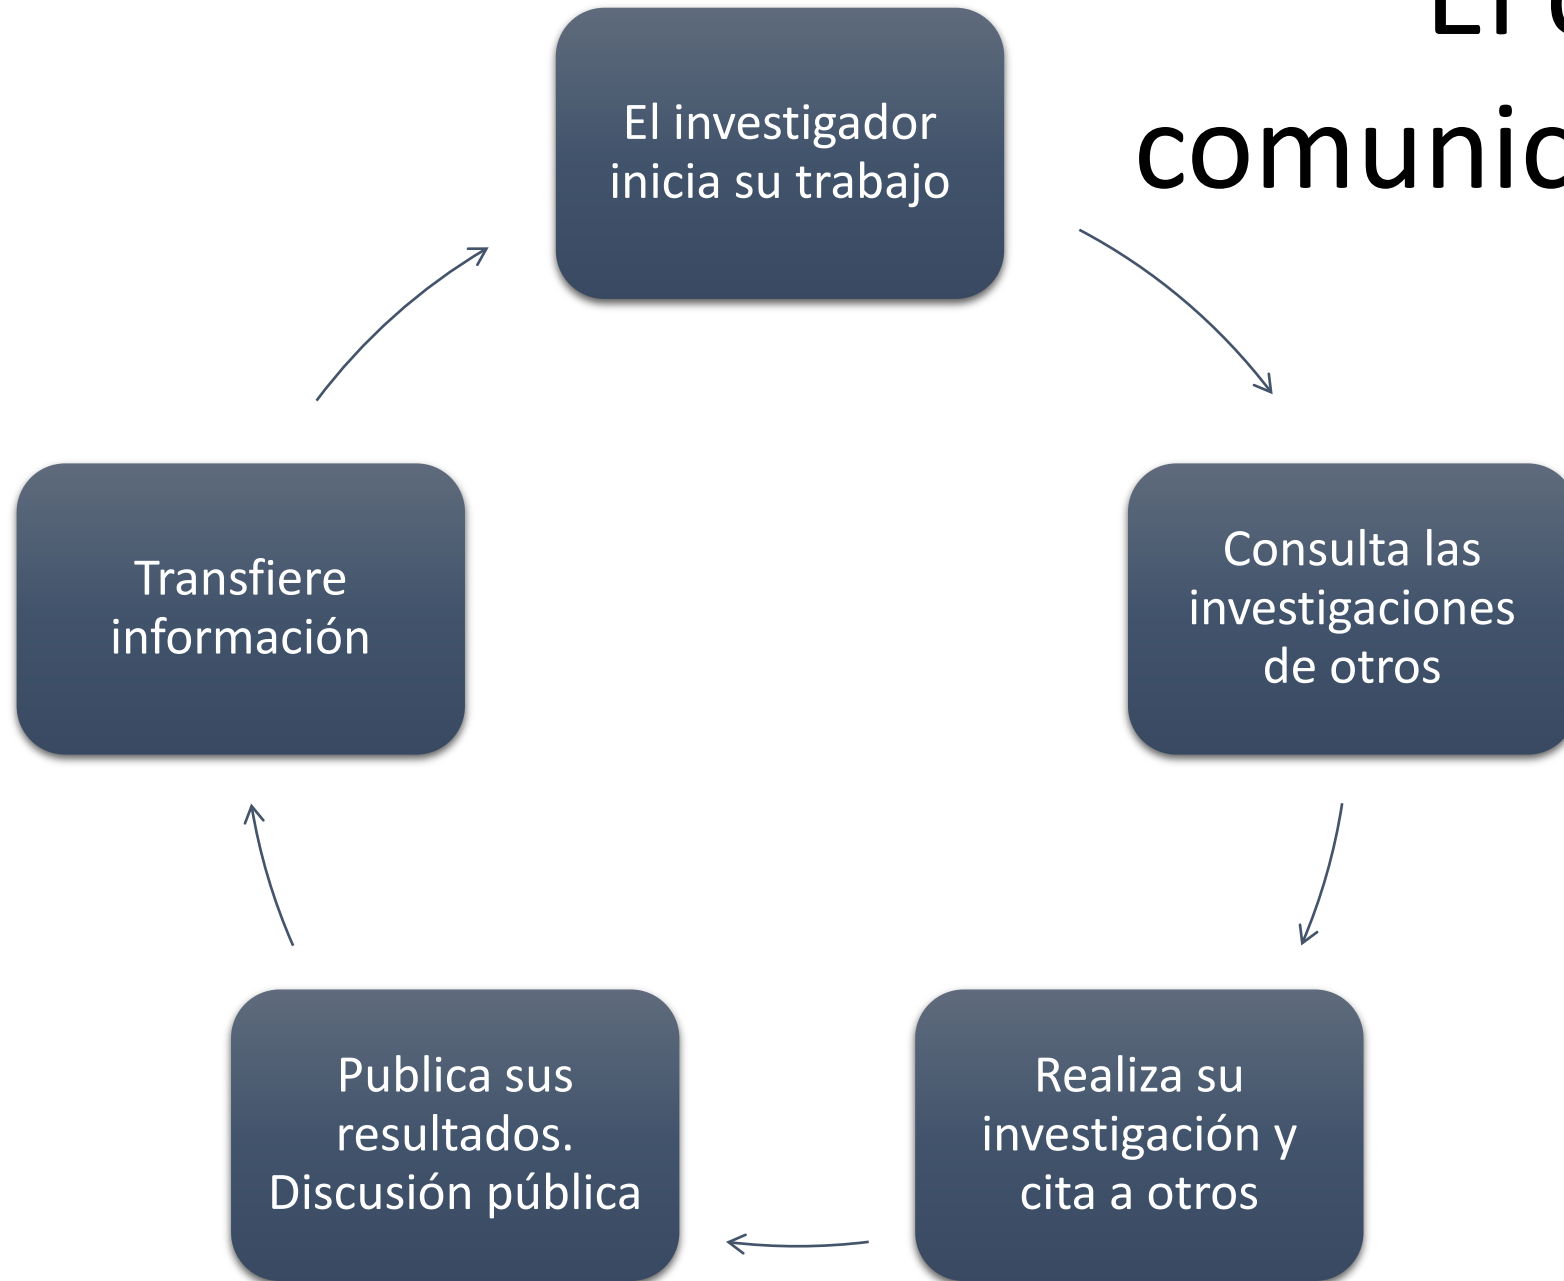 El
comunic
El investigador
inicia su trabajo
Consulta las
investigaciones
de otros
Realiza su
investigación y
cita a otros
Publica sus
resultados.
Discusión pública
Transfiere
información